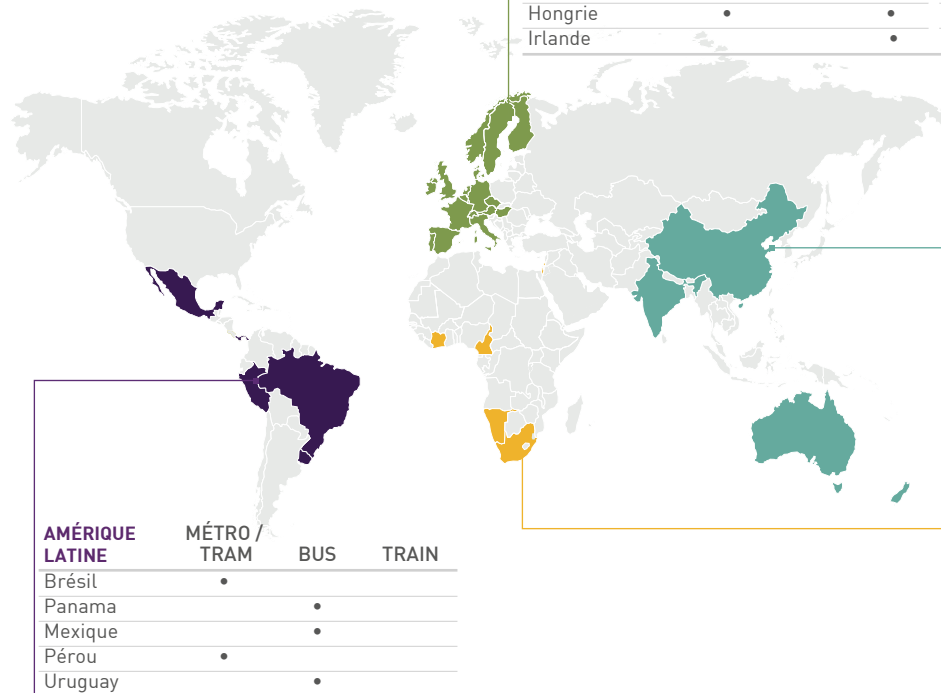 Hongrie • •
Irlande •
AMÉRIQUE LATINE MÉTRO / TRAM BUS TRAIN
Brésil •
Panama •
Mexique •
Pérou •
Uruguay •